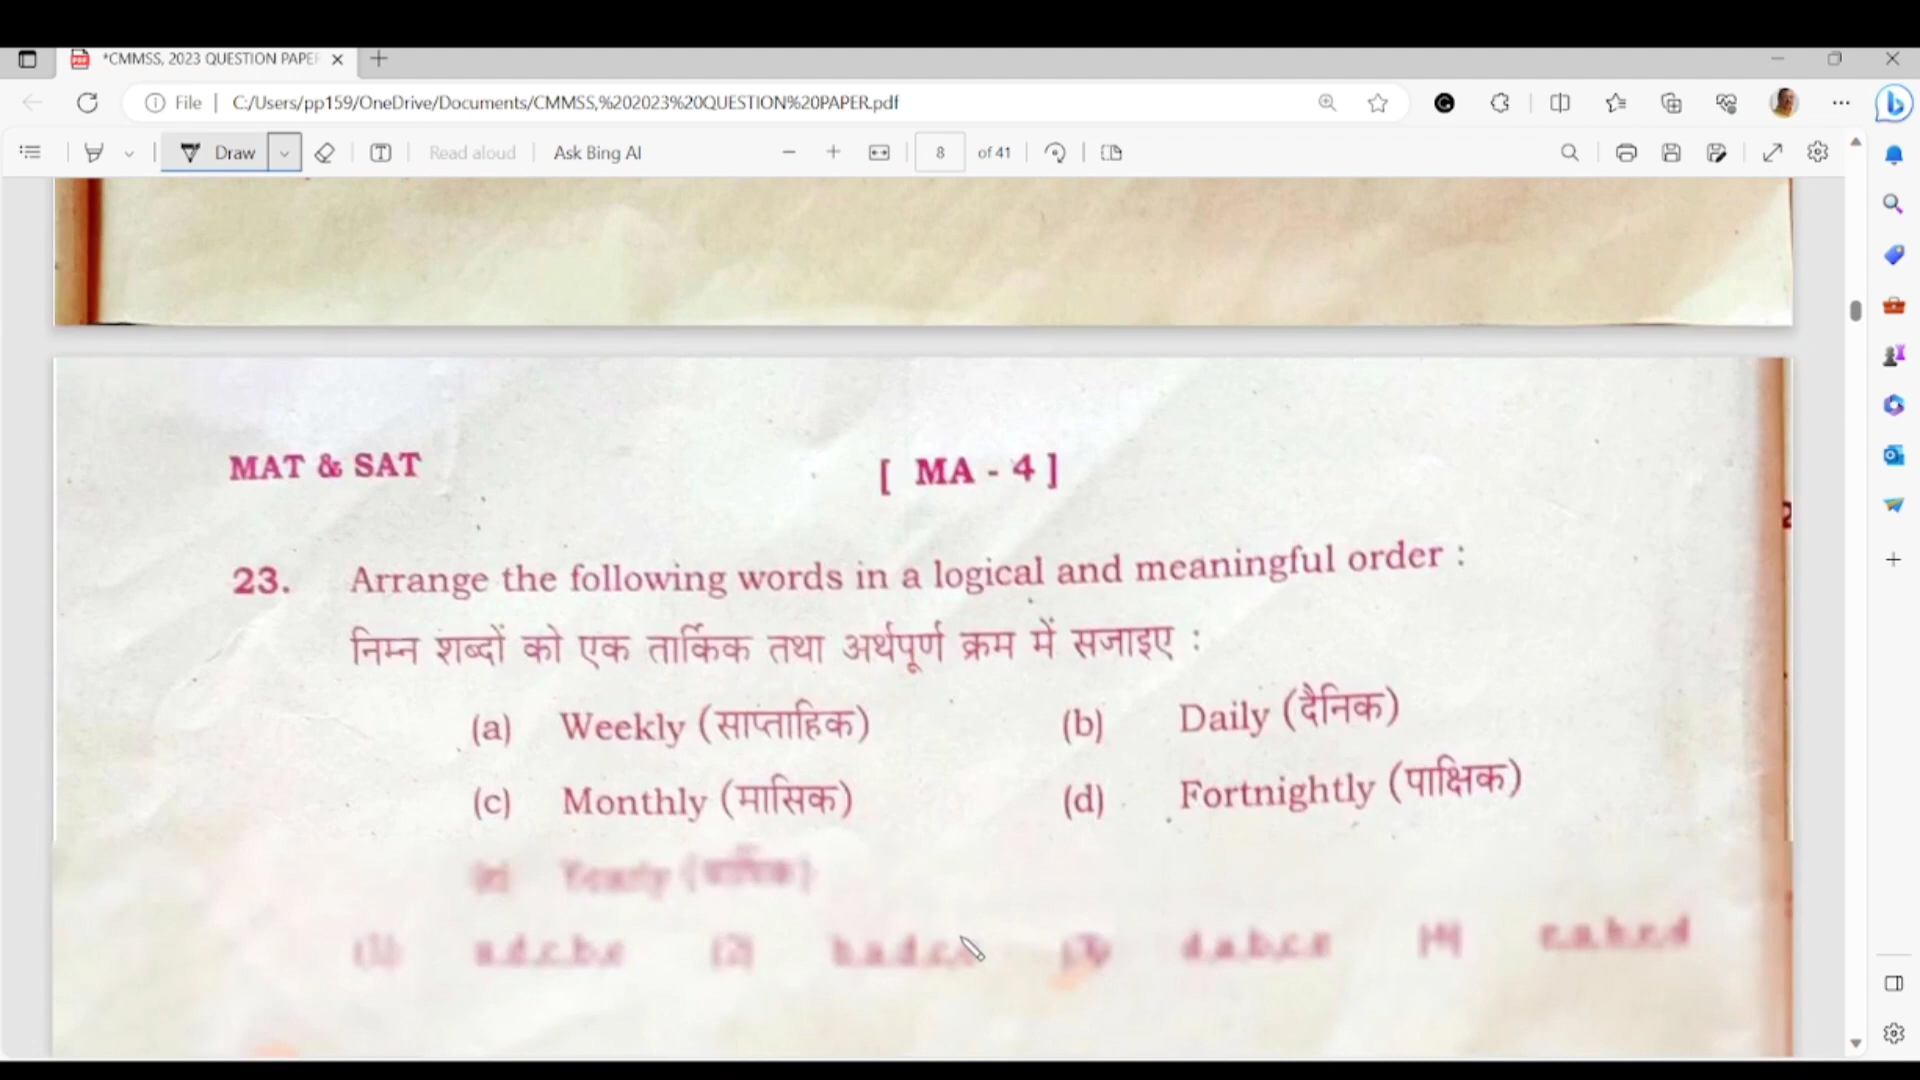 *CMMSS, 2023 QUESTION PAPER
File | C:/Users/pp159/OneDrive/Documents/CMMSS,%202023%20QUESTION%20PAPER.pdf
Draw Read aloud Ask Bing AI 8 of 41
MAT & SAT [ MA - 4 ]
23. Arrange the following words in a logical and meaningful order :
निम्न शब्दों को एक तार्किक तथा अर्थपूर्ण क्रम में सजाइए :
(a) Weekly (साप्ताहिक) (b) Daily (दैनिक)
(c) Monthly (मासिक) (d) Fortnightly (पाक्षिक)
Yearly (वार्षिक)